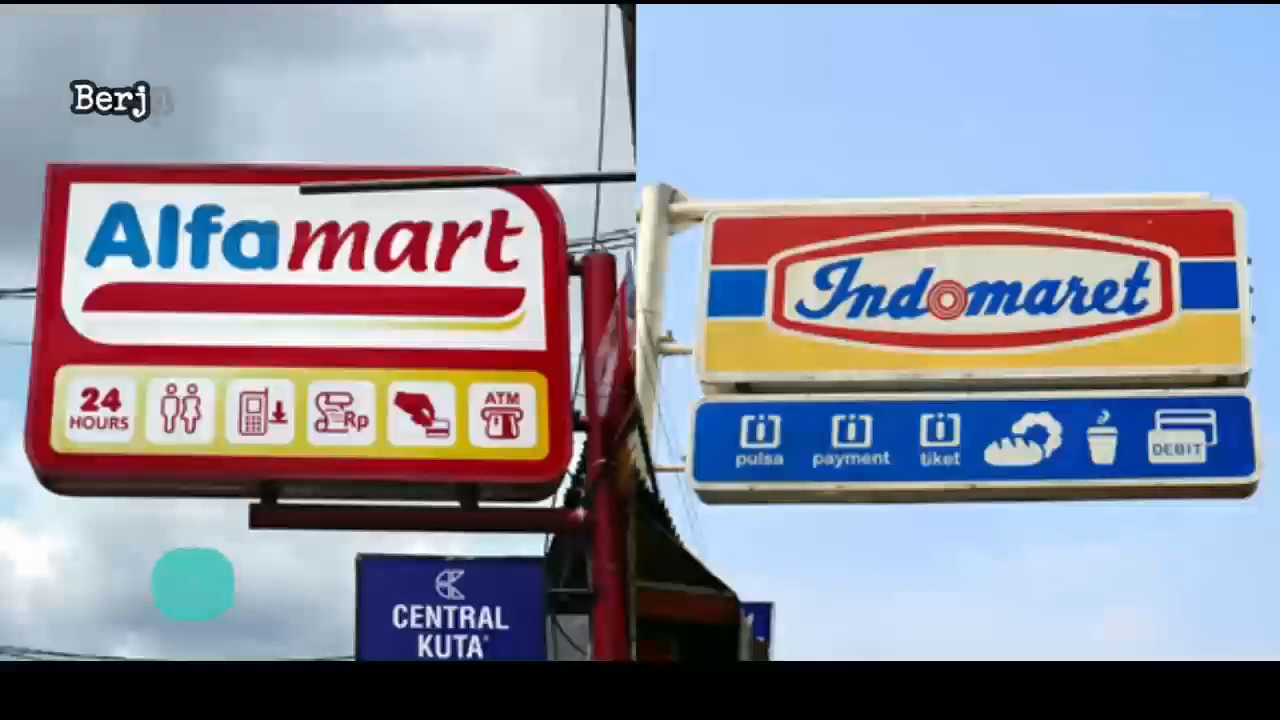 Berj
Alfamart
24
HOURS
Rp
ATM
CENTRAL
KUTA
Indomaret
pulsa
payment
tiket
DEBIT